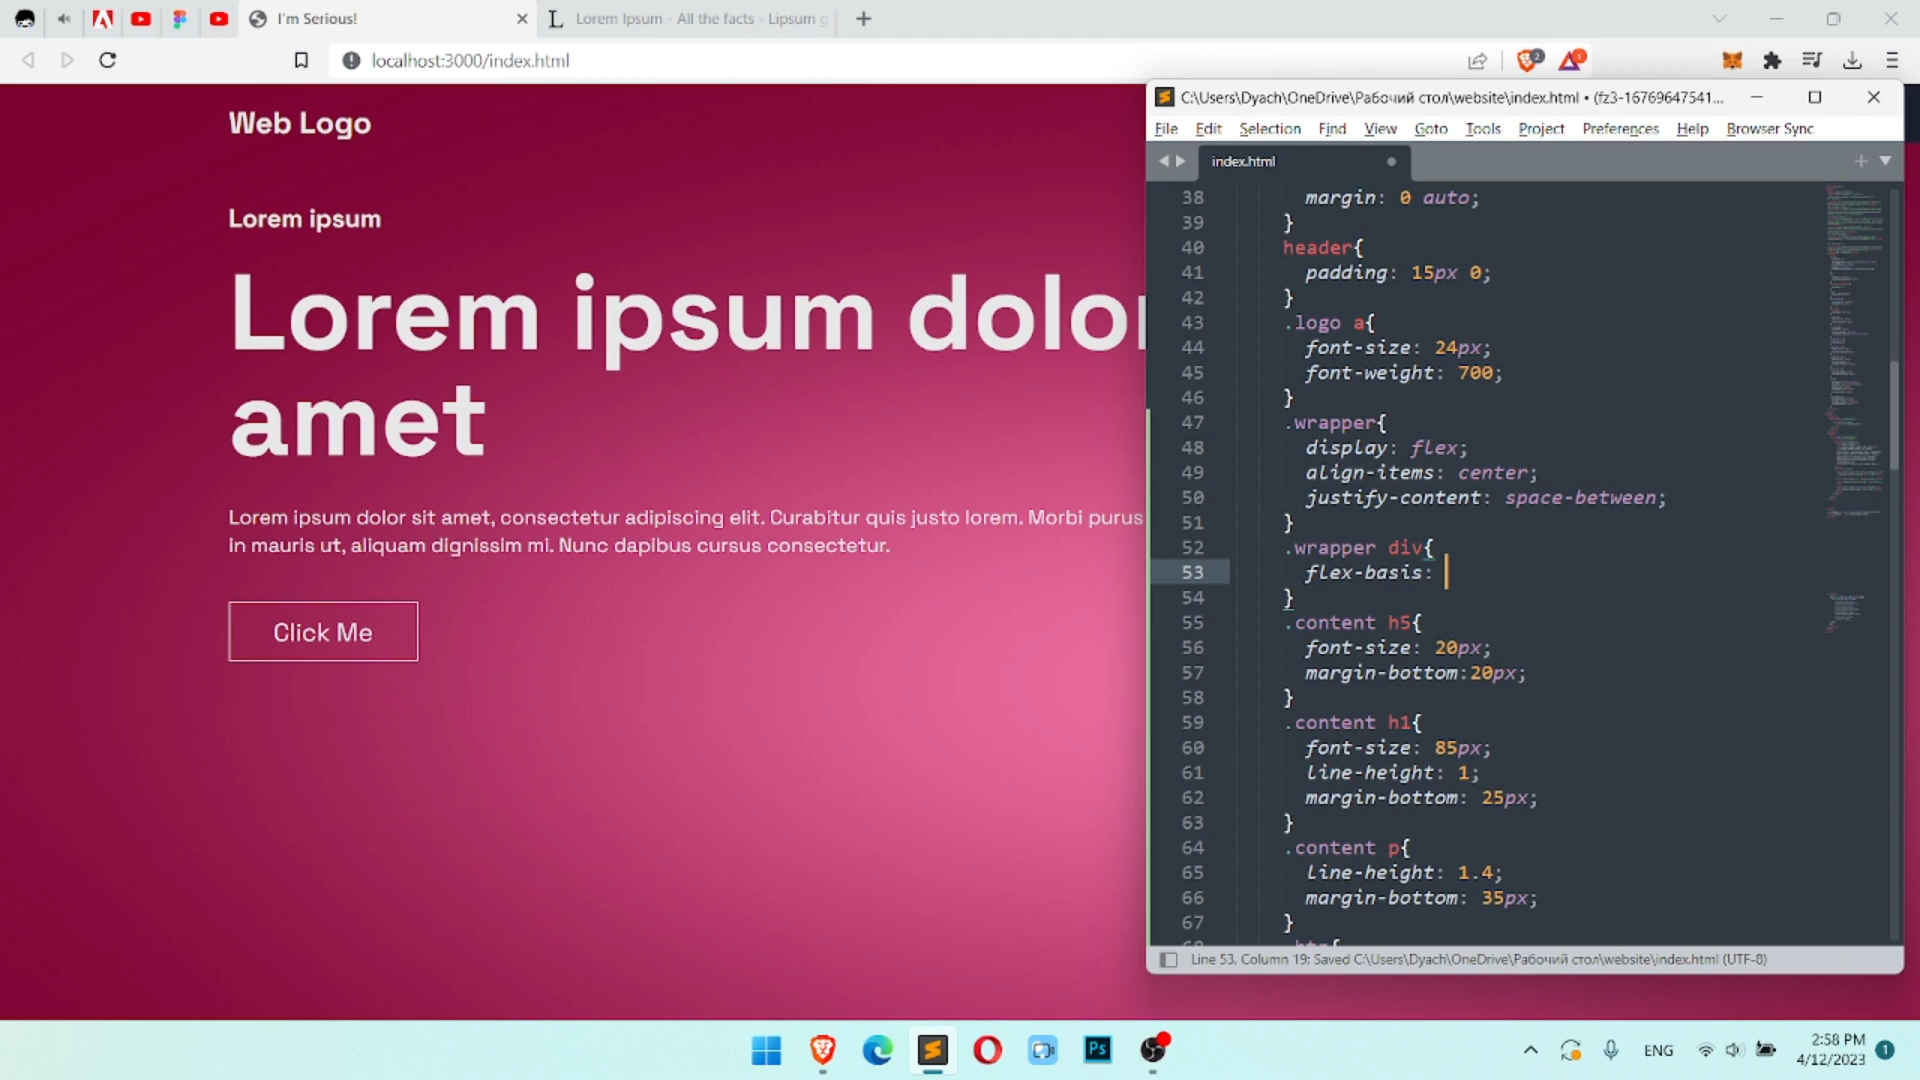 I'm Serious!
Lorem Ipsum - All the facts - Lipsum g
localhost:3000/index.html
Web Logo
Lorem ipsum
Lorem ipsum dolor
amet
Lorem ipsum dolor sit amet, consectetur adipiscing elit. Curabitur quis justo lorem. Morbi purus
in mauris ut, aliquam dignissim mi. Nunc dapibus cursus consectetur.
Click Me
C:\Users\Dyach\OneDrive\Рабочий стол\website\index.html • (fz3-16769647541...
File Edit Selection Find View Goto Tools Project Preferences Help Browser Sync
index.html
38 margin: 0 auto;
39 }
40 header{
41 padding: 15px 0;
42 }
43 .logo a{
44 font-size: 24px;
45 font-weight: 700;
46 }
47 .wrapper{
48 display: flex;
49 align-items: center;
50 justify-content: space-between;
51 }
52 .wrapper div{
53 flex-basis:
54 }
55 .content h5{
56 font-size: 20px;
57 margin-bottom:20px;
58 }
59 .content h1{
60 font-size: 85px;
61 line-height: 1;
62 margin-bottom: 25px;
63 }
64 .content p{
65 line-height: 1.4;
66 margin-bottom: 35px;
67 }
Line 53, Column 19: Saved C:\Users\Dyach\OneDrive\Рабочий стол\website\index.html (UTF-8)
Ps
ENG
2:58 PM
4/12/2023
1